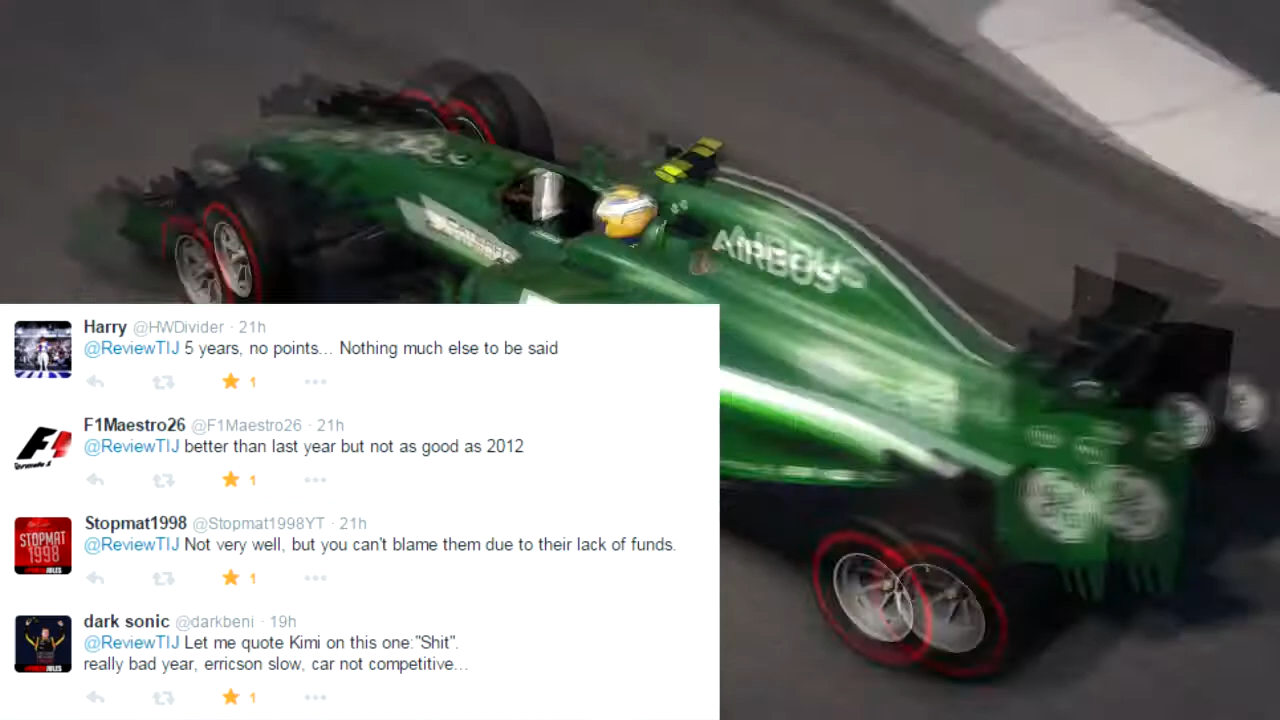 AIRBUS
Harry @HWDivider · 21h
@ReviewTIJ 5 years, no points... Nothing much else to be said
1
F1Maestro26 @F1Maestro26 · 21h
@ReviewTIJ better than last year but not as good as 2012
1
STOPMAT
1998
Stopmat1998 @Stopmat1998YT · 21h
@ReviewTIJ Not very well, but you can't blame them due to their lack of funds.
1
dark sonic @darkbeni · 19h
@ReviewTIJ Let me quote Kimi on this one:"Shit".
really bad year, erricson slow, car not competitive...
1